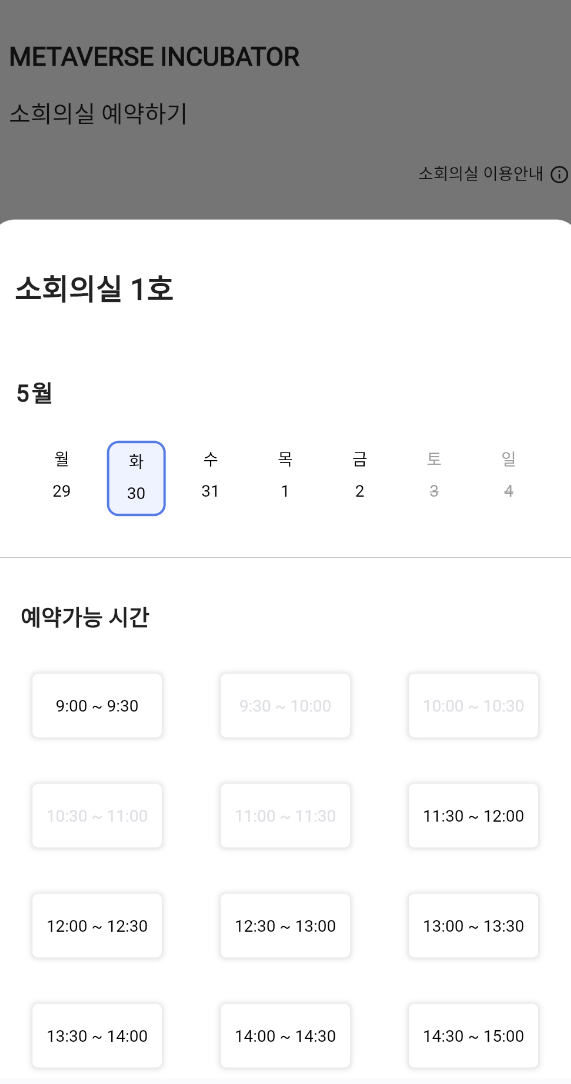 METAVERSE INCUBATOR
소희의실 예약하기
소회의실 이용안내
소회의실 1호
5월
월 화 수 목 금 토 일
29 30 31 1 2 3 4
예약가능 시간
9:00 ~ 9:30 9:30 ~ 10:00 10:00 ~ 10:30
10:30 ~ 11:00 11:00 ~ 11:30 11:30 ~ 12:00
12:00 ~ 12:30 12:30 ~ 13:00 13:00 ~ 13:30
13:30 ~ 14:00 14:00 ~ 14:30 14:30 ~ 15:00